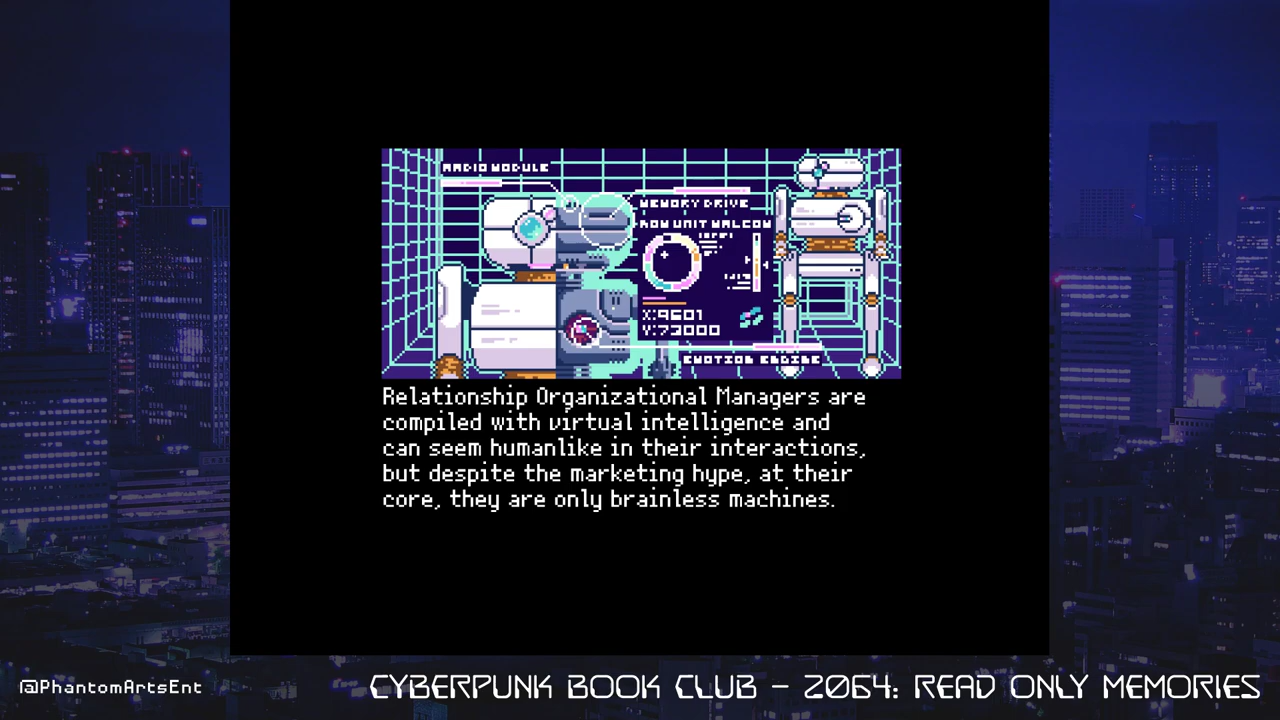 RADIO MODULE
MEMORY DRIVE
ROM UNIT MALCOM
X:9601
Y:73000
EMOTION ENGINE
Relationship Organizational Managers are
compiled with virtual intelligence and
can seem humanlike in their interactions,
but despite the marketing hype, at their
core, they are only brainless machines.
@PhantomArtsEnt
CYBERPUNK BOOK CLUB - 2064: READ ONLY MEMORIES